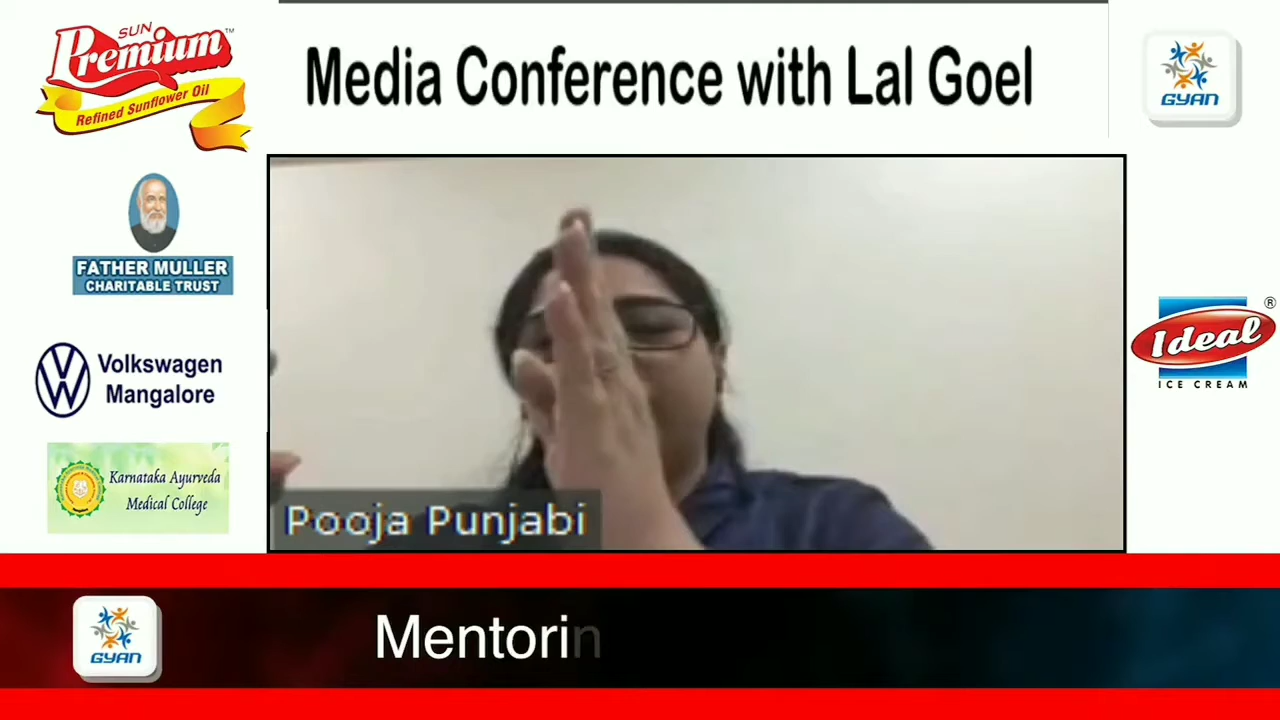 SUN
Premium™
Refined Sunflower Oil
Media Conference with Lal Goel
GYAN
FATHER MULLER
CHARITABLE TRUST
Volkswagen
Mangalore
Karnataka Ayurveda
Medical College
Ideal®
ICE CREAM
Pooja Punjabi
GYAN
Mentorin